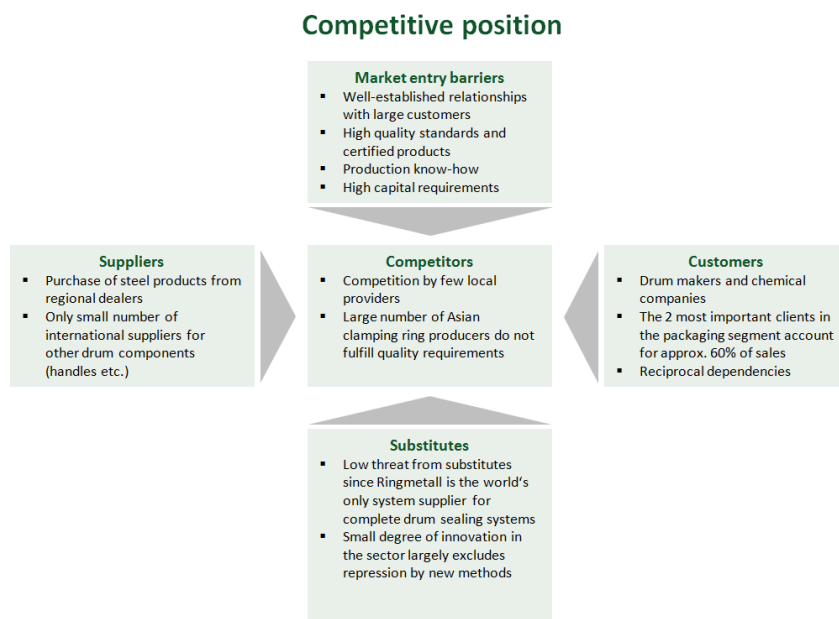 Competitive position
Market entry barriers
▪ Well-established relationships
with large customers
▪ High quality standards and
certified products
▪ Production know-how
▪ High capital requirements
Suppliers
▪ Purchase of steel products from
regional dealers
▪ Only small number of
international suppliers for
other drum components
(handles etc.)
Competitors
▪ Competition by few local
providers
▪ Large number of Asian
clamping ring producers do not
fulfill quality requirements
Customers
▪ Drum makers and chemical
companies
▪ The 2 most important clients in
the packaging segment account
for approx. 60% of sales
▪ Reciprocal dependencies
Substitutes
▪ Low threat from substitutes
since Ringmetall is the world‘s
only system supplier for
complete drum sealing systems
▪ Small degree of innovation in
the sector largely excludes
repression by new methods